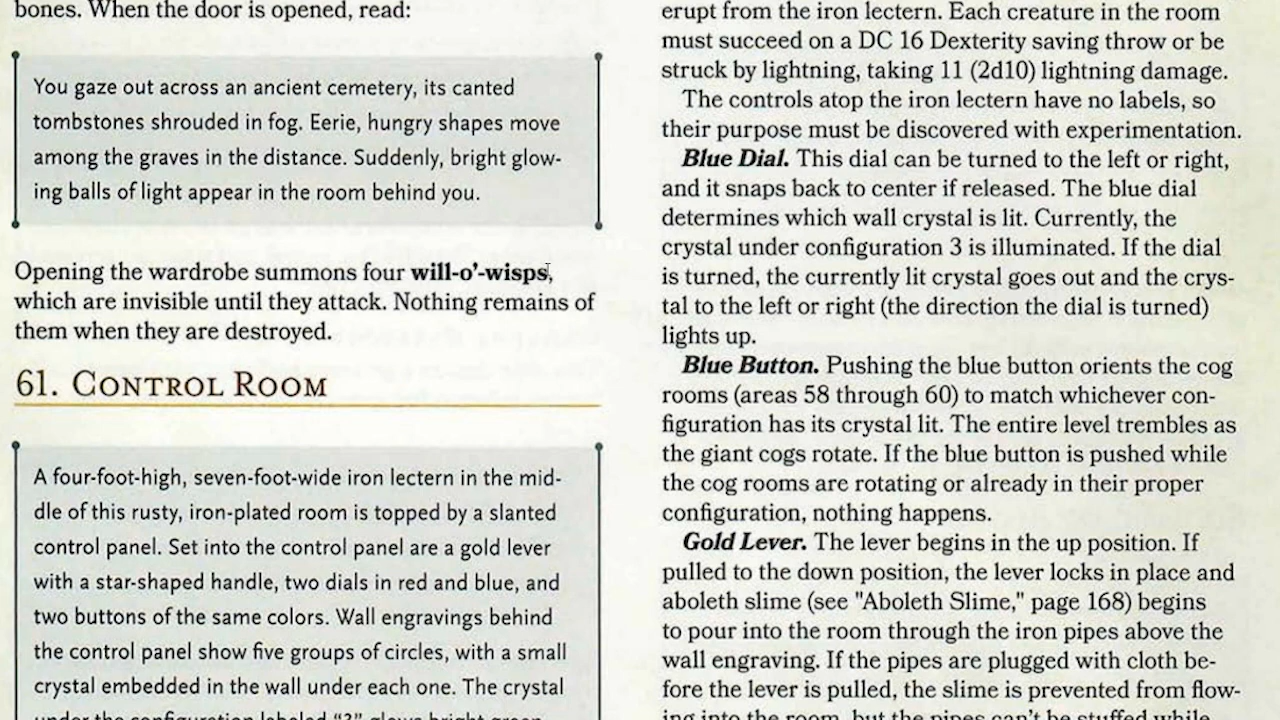 bones. When the door is opened, read:
You gaze out across an ancient cemetery, its canted
tombstones shrouded in fog. Eerie, hungry shapes move
among the graves in the distance. Suddenly, bright glow-
ing balls of light appear in the room behind you.
Opening the wardrobe summons four will-o'-wisps,
which are invisible until they attack. Nothing remains of
them when they are destroyed.
61. CONTROL ROOM
A four-foot-high, seven-foot-wide iron lectern in the mid-
dle of this rusty, iron-plated room is topped by a slanted
control panel. Set into the control panel are a gold lever
with a star-shaped handle, two dials in red and blue, and
two buttons of the same colors. Wall engravings behind
the control panel show five groups of circles, with a small
crystal embedded in the wall under each one. The crystal
under the configuration labeled "3" glows bright green.
erupt from the iron lectern. Each creature in the room
must succeed on a DC 16 Dexterity saving throw or be
struck by lightning, taking 11 (2d10) lightning damage.
The controls atop the iron lectern have no labels, so
their purpose must be discovered with experimentation.
Blue Dial. This dial can be turned to the left or right,
and it snaps back to center if released. The blue dial
determines which wall crystal is lit. Currently, the
crystal under configuration 3 is illuminated. If the dial
is turned, the currently lit crystal goes out and the crys-
tal to the left or right (the direction the dial is turned)
lights up.
Blue Button. Pushing the blue button orients the cog
rooms (areas 58 through 60) to match whichever con-
figuration has its crystal lit. The entire level trembles as
the giant cogs rotate. If the blue button is pushed while
the cog rooms are rotating or already in their proper
configuration, nothing happens.
Gold Lever. The lever begins in the up position. If
pulled to the down position, the lever locks in place and
aboleth slime (see "Aboleth Slime," page 168) begins
to pour into the room through the iron pipes above the
wall engraving. If the pipes are plugged with cloth be-
fore the lever is pulled, the slime is prevented from flow-
ing into the room, but the pipes can't be stuffed while